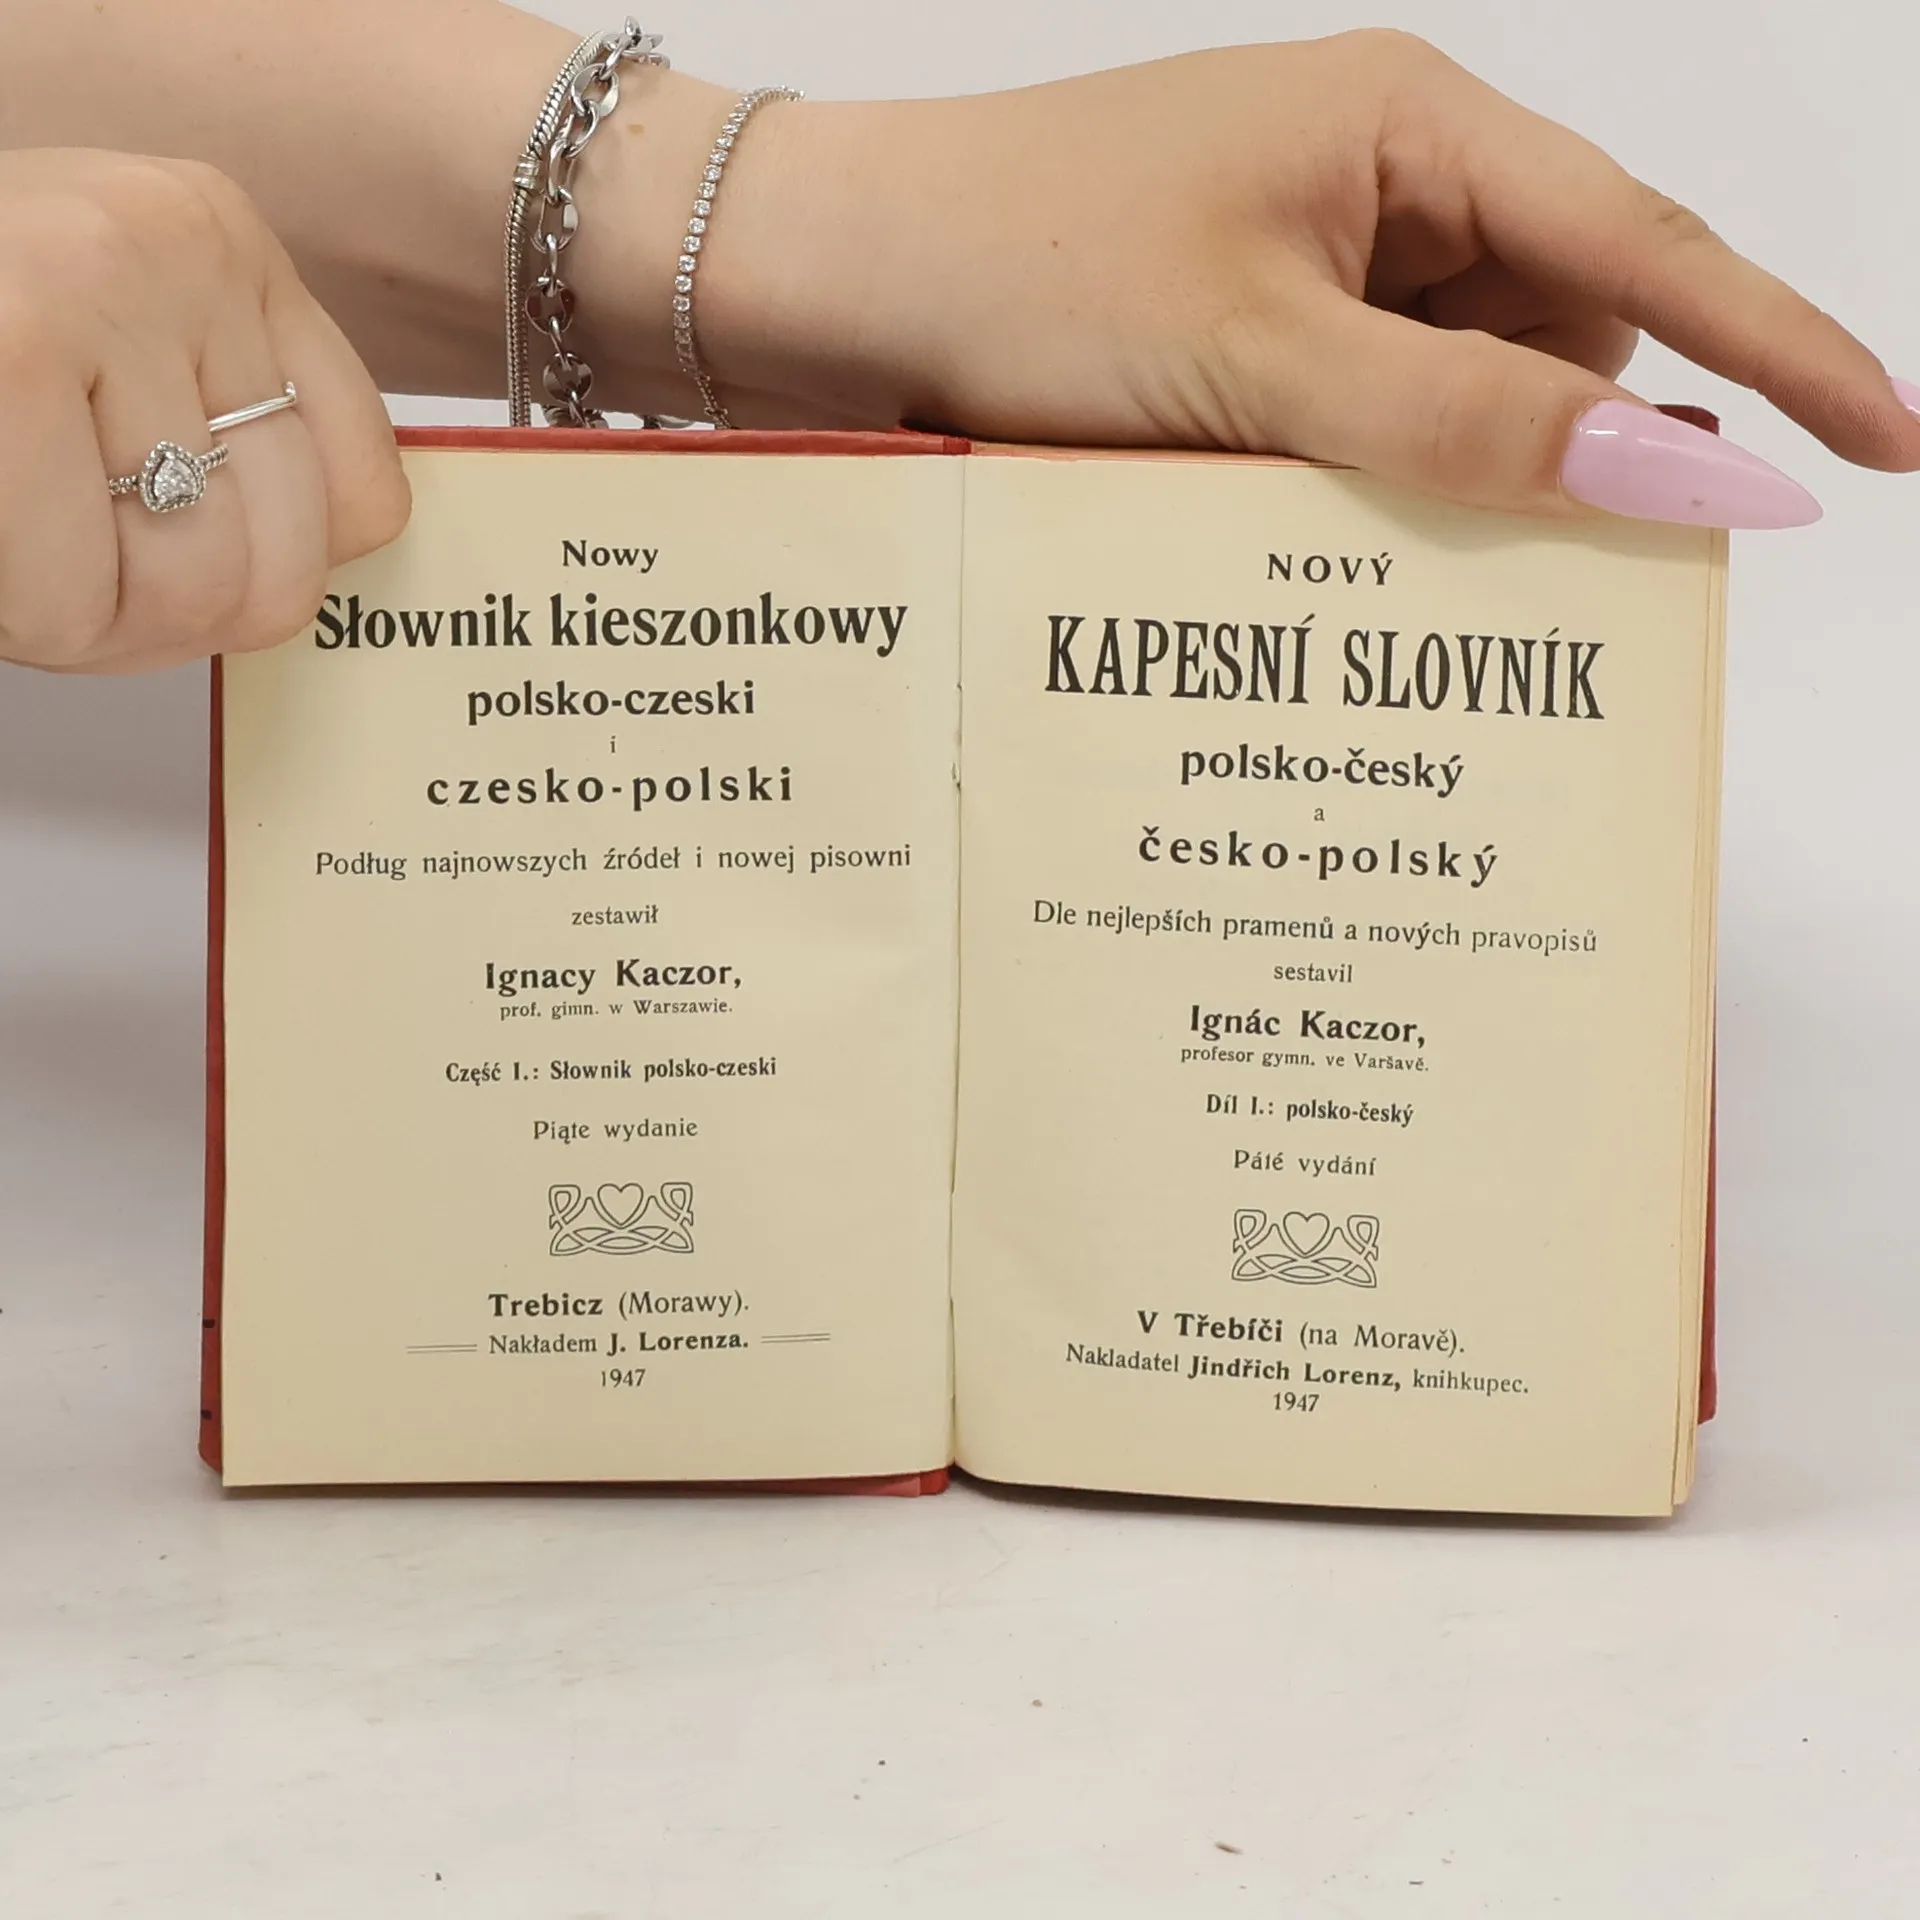 Nowy
Słownik kieszonkowy
polsko-czeski
i
czesko-polski
Podług najnowszych źródeł i nowej pisowni
zestawił
Ignacy Kaczor,
prof. gimn. w Warszawie.
Część I.: Słownik polsko-czeski
Piąte wydanie
Trebicz (Morawy).
Nakładem J. Lorenza.
1947
NOVÝ
KAPESNÍ SLOVNÍK
polsko-český
a
česko-polský
Dle nejlepších pramenů a nových pravopisů
sestavil
Ignác Kaczor,
profesor gymn. ve Varšavě.
Díl I.: polsko-český
Páté vydání
V Třebíči (na Moravě).
Nakladatel Jindřich Lorenz, knihkupec.
1947